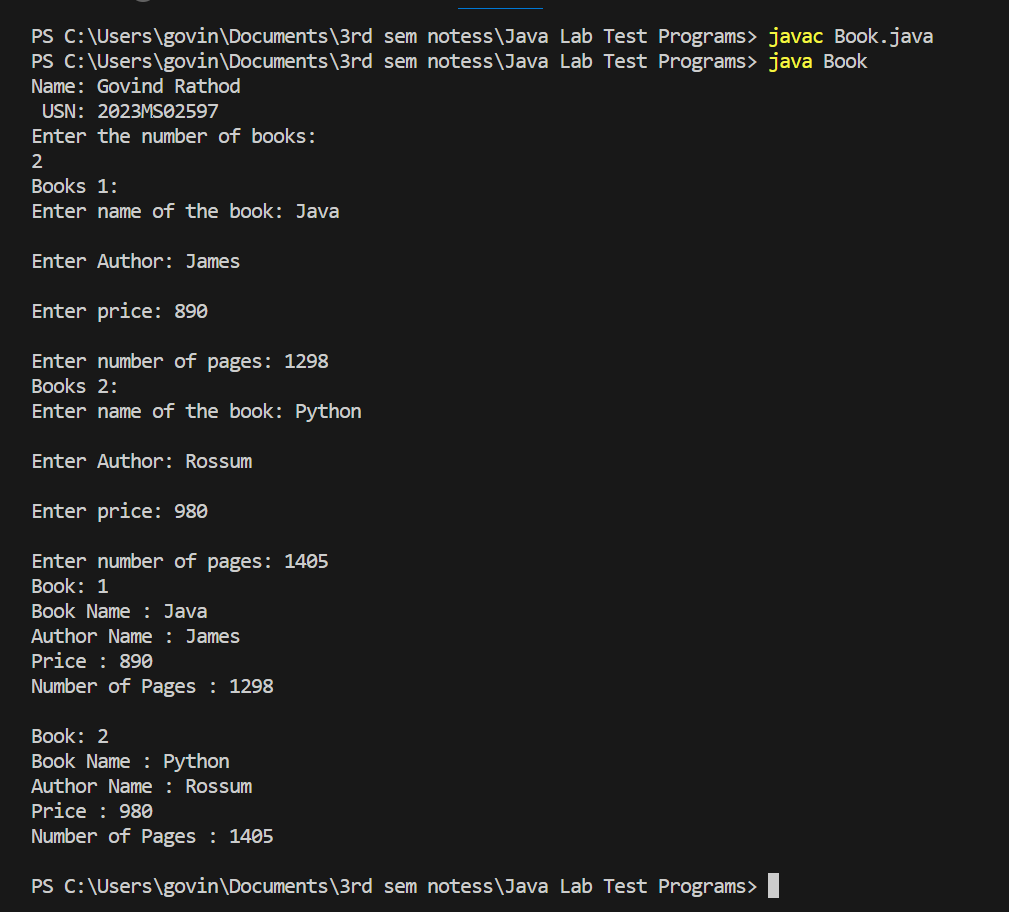 PS C:\Users\govin\Documents\3rd sem notess\Java Lab Test Programs> javac Book.java
PS C:\Users\govin\Documents\3rd sem notess\Java Lab Test Programs> java Book
Name: Govind Rathod
 USN: 2023MS02597
Enter the number of books:
2
Books 1:
Enter name of the book: Java

Enter Author: James

Enter price: 890

Enter number of pages: 1298
Books 2:
Enter name of the book: Python

Enter Author: Rossum

Enter price: 980

Enter number of pages: 1405
Book: 1
Book Name : Java
Author Name : James
Price : 890
Number of Pages : 1298

Book: 2
Book Name : Python
Author Name : Rossum
Price : 980
Number of Pages : 1405

PS C:\Users\govin\Documents\3rd sem notess\Java Lab Test Programs>